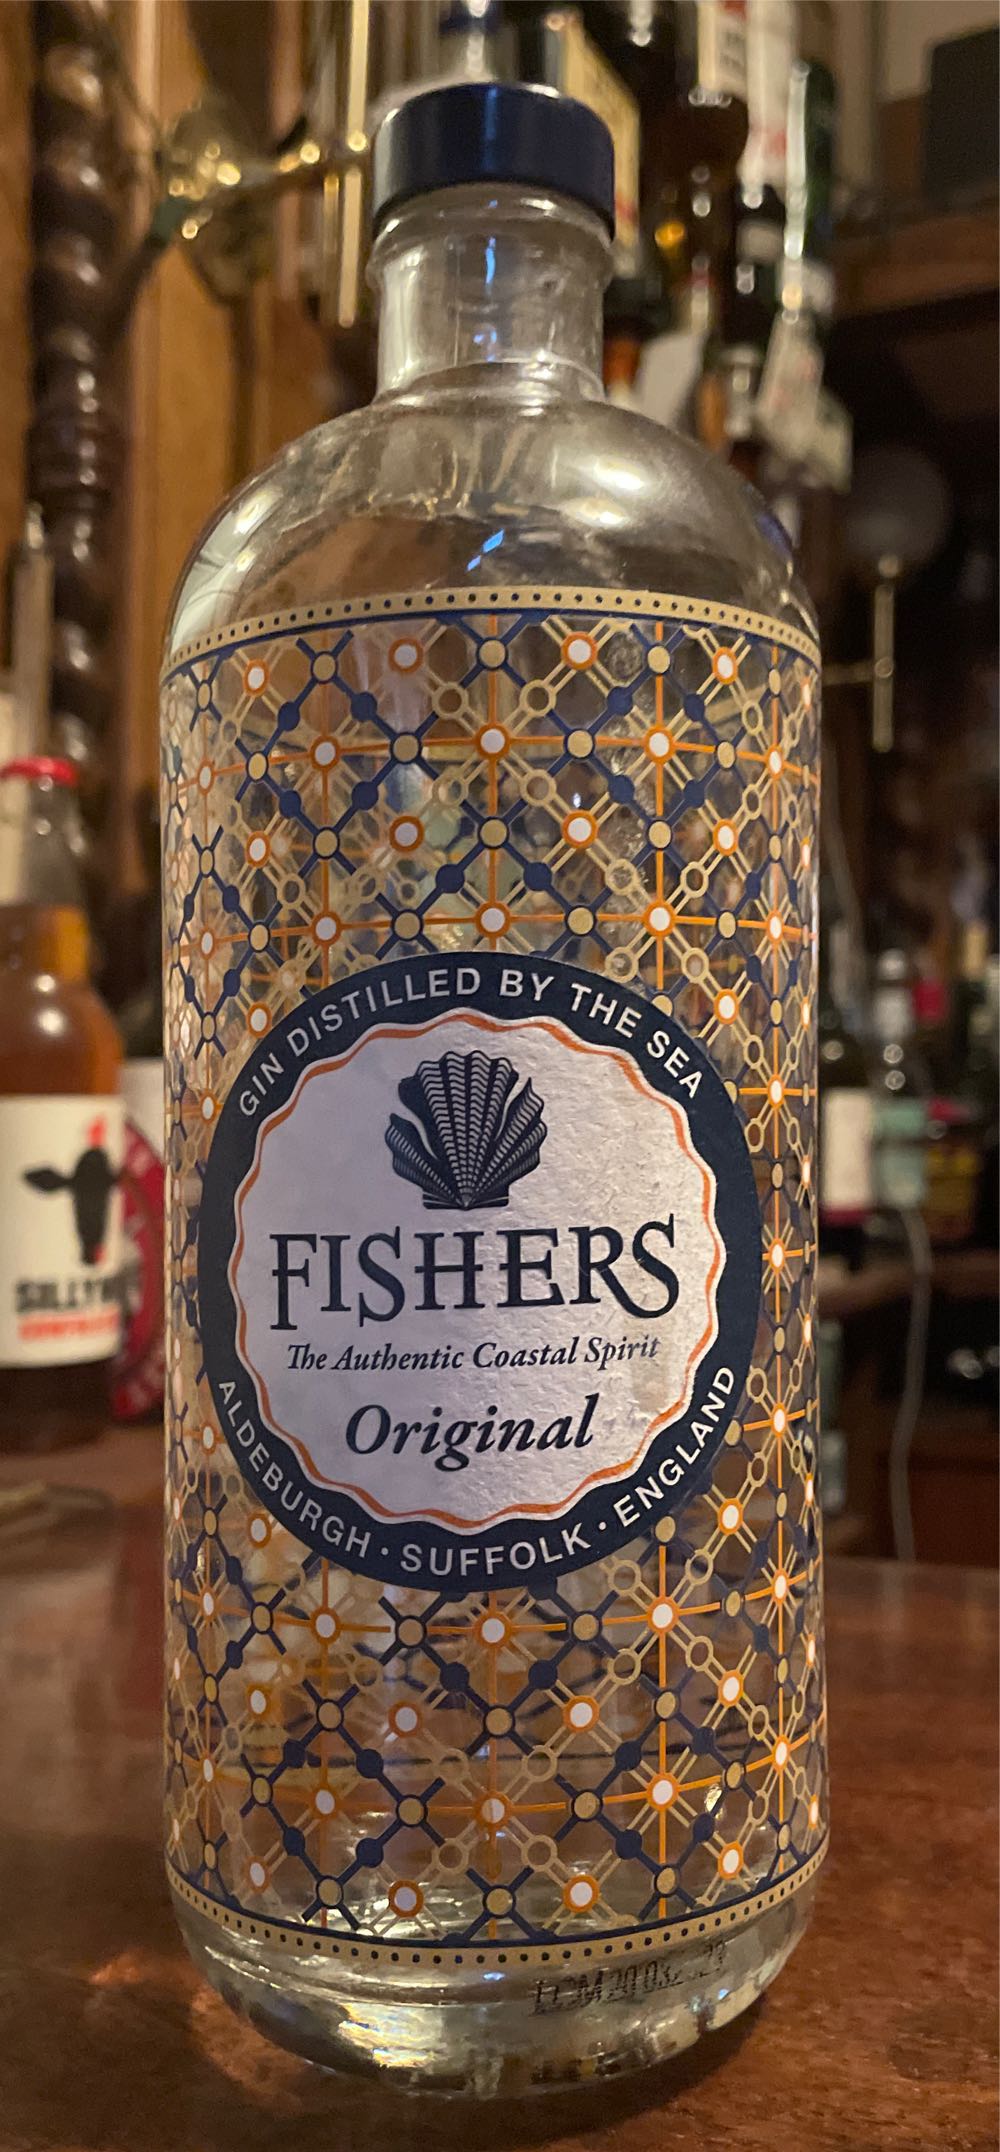 GIN DISTILLED BY THE SEA
FISHERS
The Authentic Coastal Spirit
Original
ALDEBURGH · SUFFOLK · ENGLAND